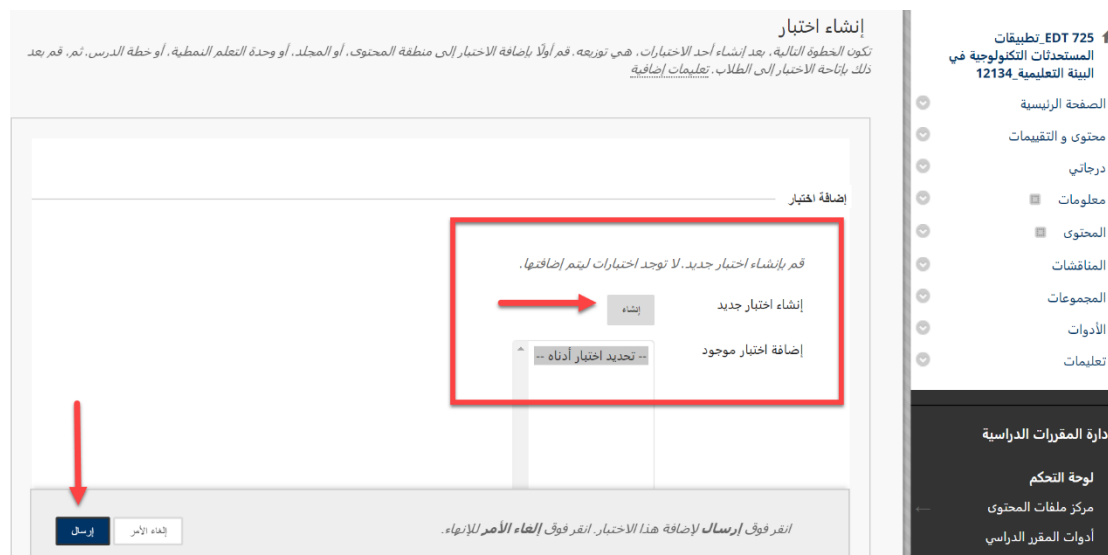 إنشاء اختبار
تكون الخطوة التالية، بعد إنشاء أحد الاختبارات، هي توزيعه. قم أولًا بإضافة الاختبار إلى منطقة المحتوى، أو المجلد، أو وحدة التعلم النمطية، أو خطة الدرس. ثم، قم بعد
ذلك بإتاحة الاختبار إلى الطلاب. تعليمات إضافية
إضافة اختبار
قم بإنشاء اختبار جديد. لا توجد اختبارات ليتم إضافتها.
إنشاء اختبار جديد
إنشاء
إضافة اختبار موجود
-- تحديد اختبار أدناه --
انقر فوق إرسال لإضافة هذا الاختبار. انقر فوق إلغاء الأمر للإنهاء.
إلغاء الأمر
إرسال
EDT 725_تطبيقات
المستحدثات التكنولوجية في
البيئة التعليمية_12134
الصفحة الرئيسية
محتوى و التقييمات
درجاتي
معلومات
المحتوى
المناقشات
المجموعات
الأدوات
تعليمات
دارة المقررات الدراسية
لوحة التحكم
مركز ملفات المحتوى
أدوات المقرر الدراسي